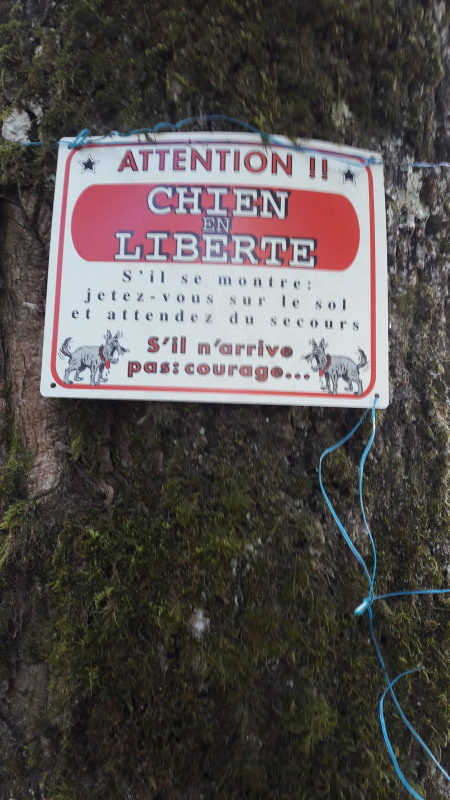 ATTENTION !!
CHIEN
EN
LIBERTE
S'il se montre:
jetez-vous sur le sol
et attendez du secours
S'il n'arrive
pas: courage...